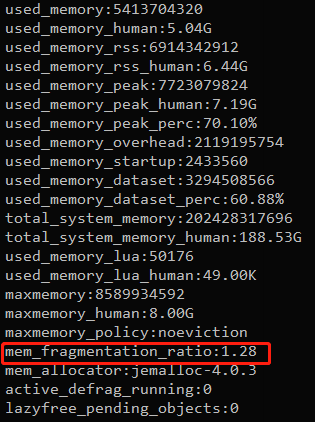 used_memory:5413704320
used_memory_human:5.04G
used_memory_rss:6914342912
used_memory_rss_human:6.44G
used_memory_peak:7723079824
used_memory_peak_human:7.19G
used_memory_peak_perc:70.10%
used_memory_overhead:2119195754
used_memory_startup:2433560
used_memory_dataset:3294508566
used_memory_dataset_perc:60.88%
total_system_memory:202428317696
total_system_memory_human:188.53G
used_memory_lua:50176
used_memory_lua_human:49.00K
maxmemory:8589934592
maxmemory_human:8.00G
maxmemory_policy:noeviction
mem_fragmentation_ratio:1.28
mem_allocator:jemalloc-4.0.3
active_defrag_running:0
lazyfree_pending_objects:0